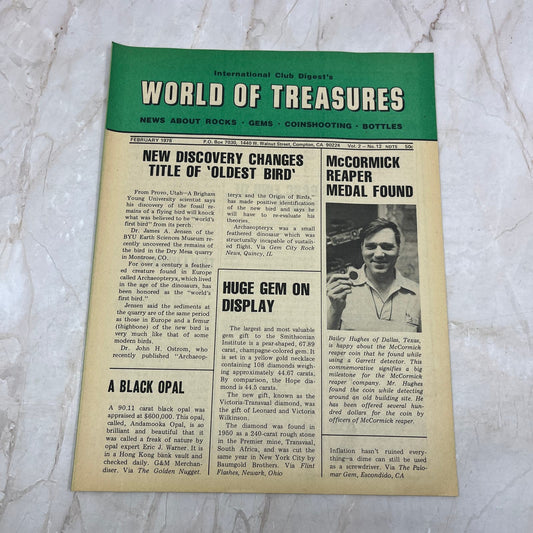 International Club Digest's
WORLD OF TREASURES
NEWS ABOUT ROCKS · GEMS · COINSHOOTING · BOTTLES
FEBRUARY 1978 P.O. Box 7030, 1440 W. Walnut Street, Compton, CA 90224 Vol. 2 – No. 12 NDTS 50¢
NEW DISCOVERY CHANGES
TITLE OF 'OLDEST BIRD'
From Provo, Utah—A Brigham
Young University scientist says
his discovery of the fossil re-
mains of a flying bird will knock
what was believed to be "world's
first bird" from its perch.
Dr. James A. Jensen of the
BYU Earth Sciences Museum re-
cently uncovered the remains of
the bird in the Dry Mesa quarry
in Montrose, CO.
For over a century a feather-
ed creature found in Europe
called Archaeopteryx, which lived
in the age of dinosaurs, has
been honored as the "world's
first bird."
Jensen said the sediments at
the quarry are of the same period
as those in Europe and a femur
(thighbone) of the new bird is
very much like that of some
modern birds.
Dr. John H. Ostrom, who
recently published "Archaeop-
teryx and the Origin of Birds,"
has made positive identification
of the new bird and says he
will have to re-evaluate his
theories.
Archaeopteryx was a small
feathered dinosaur which was
structurally incapable of sustain-
ed flight. Via Gem City Rock
News, Quincy, IL
A BLACK OPAL
A 90.11 carat black opal was
appraised at $600,000. This opal,
called, Andamooka Opal, is so
brilliant and beautiful that it
was called a freak of nature by
opal expert Eric J. Warner. It is
in a Hong Kong bank vault and
checked daily. G&M Merchan-
diser. Via The Golden Nugget.
HUGE GEM ON
DISPLAY
The largest and most valuable
gem gift to the Smithsonian
Institute is a pear-shaped, 67.89
carat, champagne-colored gem. It
is set in a yellow gold necklace
containing 108 diamonds weigh-
ing approximately 44.67 carats.
By comparison, the Hope dia-
mond is 44.5 carats.
The new gift, known as the
Victoria-Transvaal diamond, was
the gift of Leonard and Victoria
Wilkinson.
The diamond was found in
1950 as a 240-carat rough stone
in the Premier mine, Transvaal,
South Africa, and was cut the
same year in New York City by
Baumgold Brothers. Via Flint
Flashes, Newark, Ohio
McCORMICK
REAPER
MEDAL FOUND
Bailey Hughes of Dallas, Texas,
is happy about the McCormick
reaper coin that he found while
using a Garrett detector. This
commemorative signifies a big
milestone for the McCormick
reaper company. Mr. Hughes
found the coin while detecting
around an old building site. He
has been offered several hun-
dred dollars for the coin by
officers of McCormick reaper.
Inflation hasn't ruined every-
thing—a dime can still be used
as a screwdriver. Via The Palo-
mar Gem, Escondido, CA